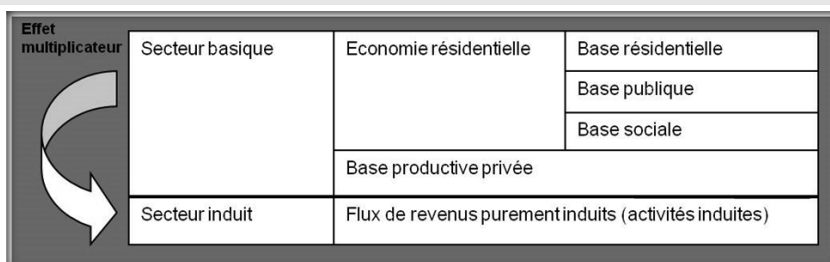 Effet
multiplicateur
Secteur basique
Economie résidentielle
Base résidentielle
Base publique
Base sociale
Base productive privée
Secteur induit
Flux de revenus purement induits (activités induites)